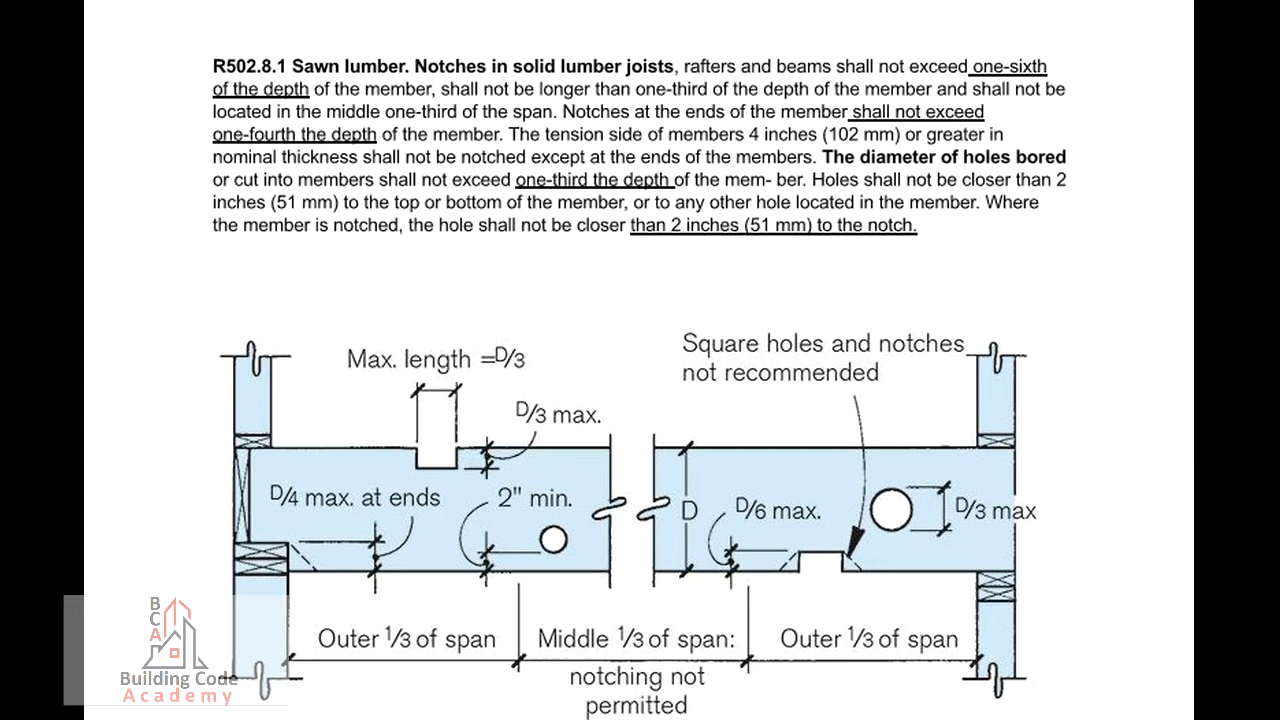 R502.8.1 Sawn lumber. Notches in solid lumber joists, rafters and beams shall not exceed one-sixth
of the depth of the member, shall not be longer than one-third of the depth of the member and shall not be
located in the middle one-third of the span. Notches at the ends of the member shall not exceed
one-fourth the depth of the member. The tension side of members 4 inches (102 mm) or greater in
nominal thickness shall not be notched except at the ends of the members. The diameter of holes bored
or cut into members shall not exceed one-third the depth of the mem- ber. Holes shall not be closer than 2
inches (51 mm) to the top or bottom of the member, or to any other hole located in the member. Where
the member is notched, the hole shall not be closer than 2 inches (51 mm) to the notch.
Square holes and notches
not recommended
Max. length =D/3
D/3 max.
D/4 max. at ends
2" min.
D
D/6 max.
D/3 max
Outer 1/3 of span
Middle 1/3 of span:
notching not
permitted
Outer 1/3 of span
B
C
A
Building Code
Academy